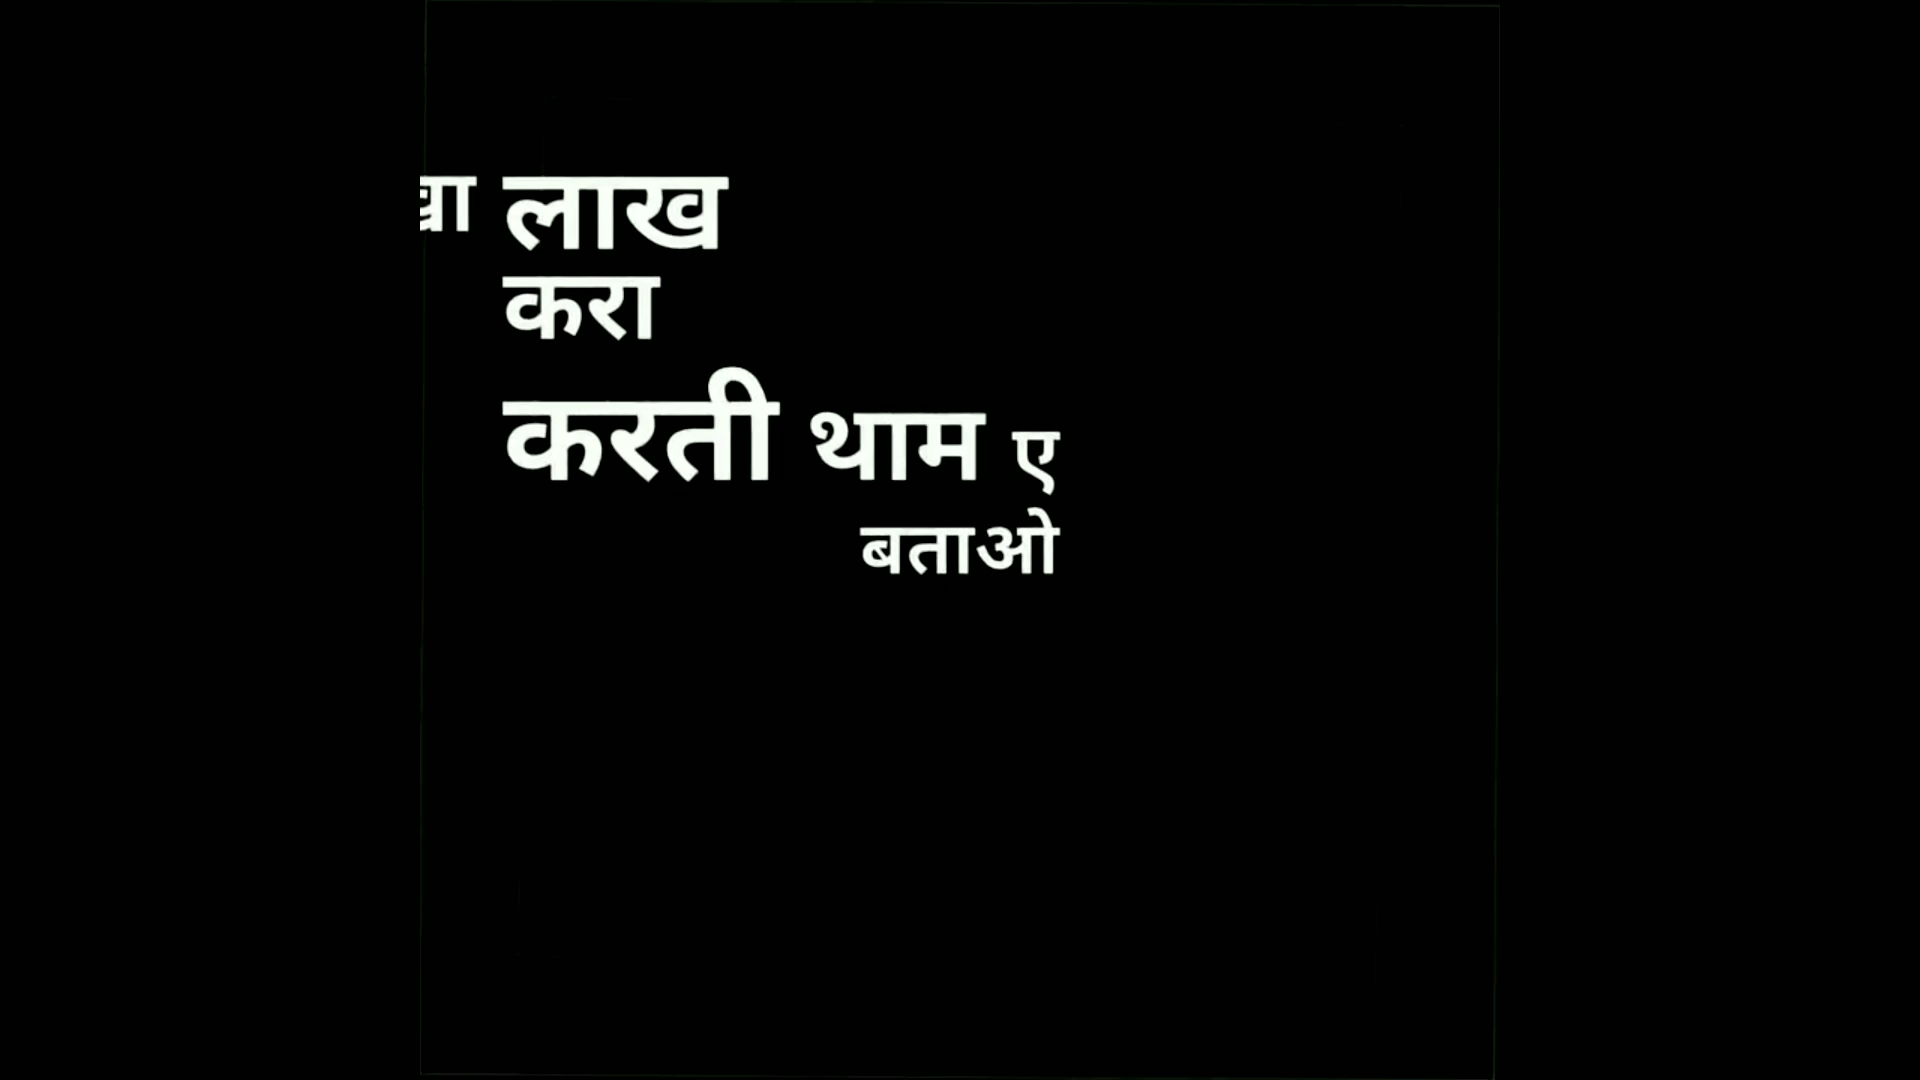 लाख
करा
करती थाम ए
बताओ